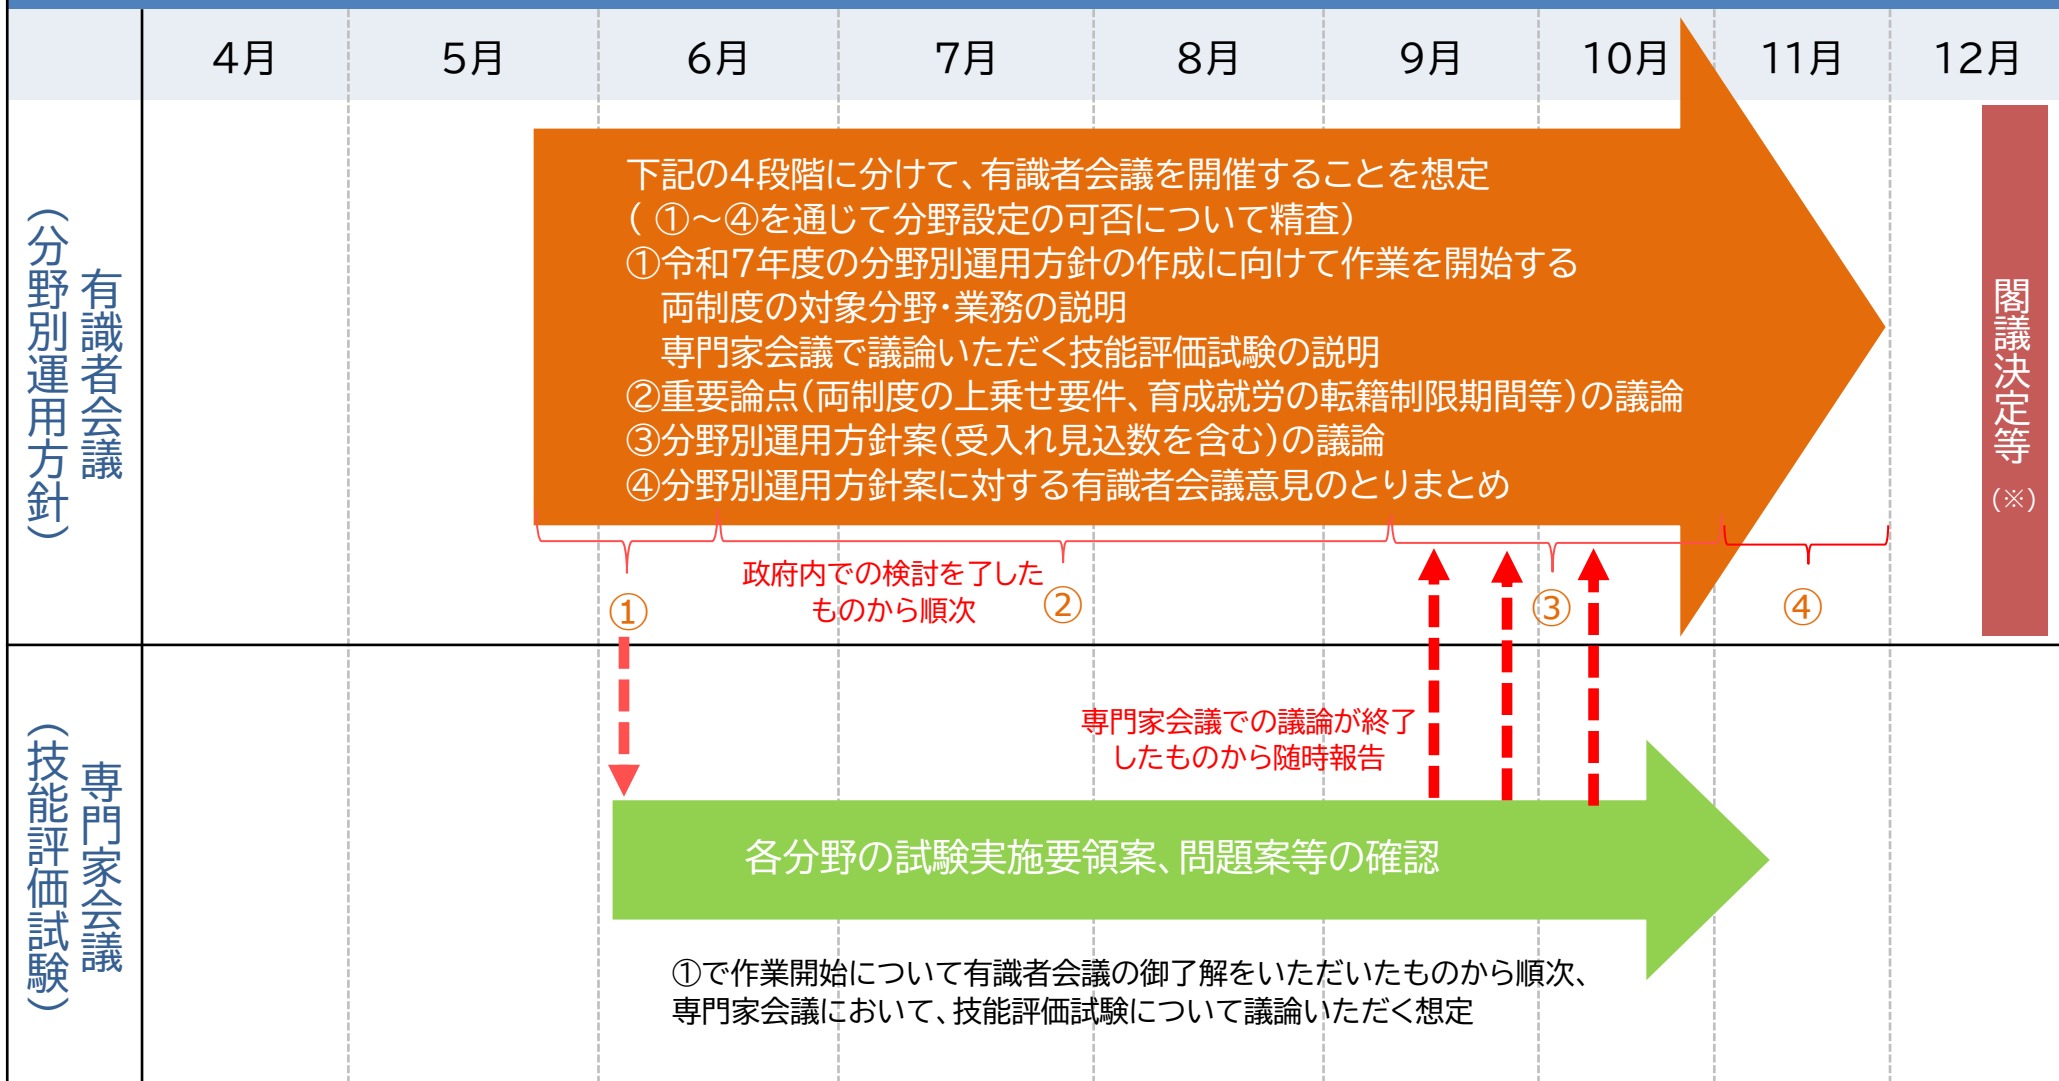 4月
5月
6月
7月
8月
9月
10月
11月
12月
有識者会議
（分野別運用方針）
下記の4段階に分けて、有識者会議を開催することを想定
（ ①～④を通じて分野設定の可否について精査）
①令和7年度の分野別運用方針の作成に向けて作業を開始する
両制度の対象分野・業務の説明
専門家会議で議論いただく技能評価試験の説明
②重要論点（両制度の上乗せ要件、育成就労の転籍制限期間等）の議論
③分野別運用方針案（受入れ見込数を含む）の議論
④分野別運用方針案に対する有識者会議意見のとりまとめ
閣議決定等
（※）
政府内での検討を了した
ものから順次
①
②
③
④
専門家会議
（技能評価試験）
専門家会議での議論が終了
したものから随時報告
各分野の試験実施要領案、問題案等の確認
①で作業開始について有識者会議の御了解をいただいたものから順次、
専門家会議において、技能評価試験について議論いただく想定